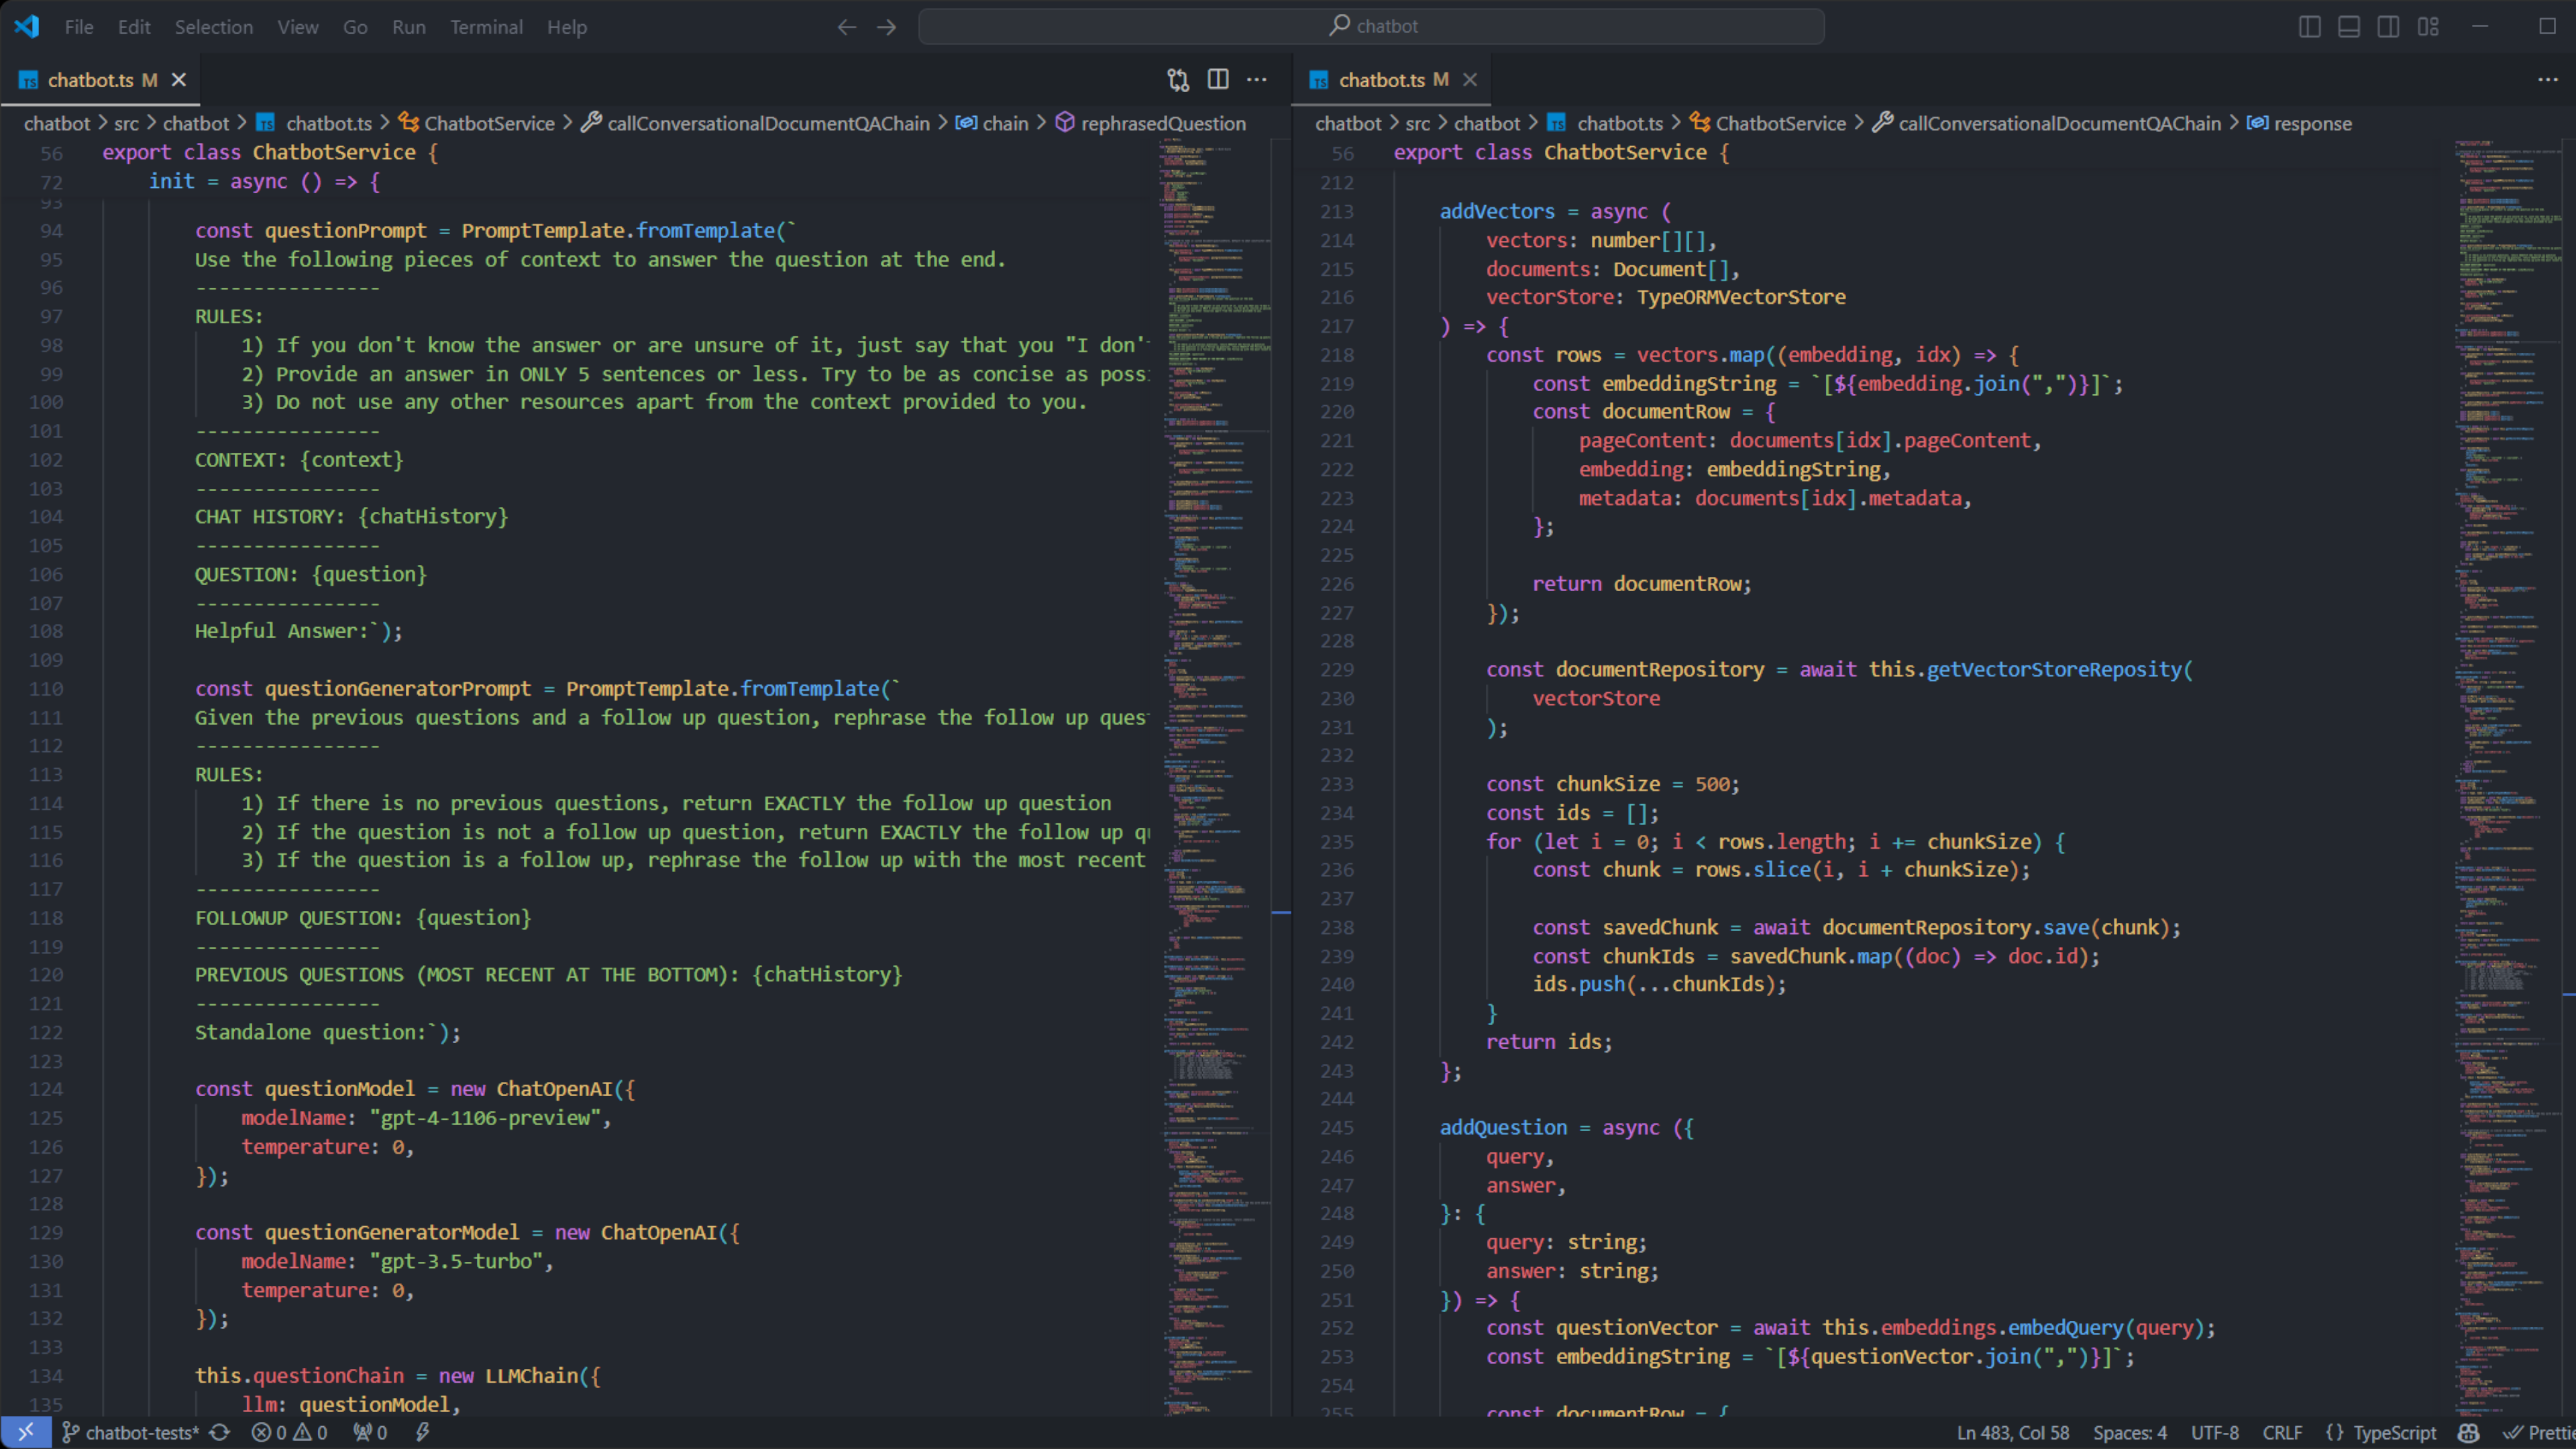 File Edit Selection View Go Run Terminal Help
chatbot
chatbot.ts M
chatbot > src > chatbot > TS chatbot.ts > ChatbotService > callConversationalDocumentQAChain > chain > rephrasedQuestion
56 export class ChatbotService {
72 init = async () => {
93
94 const questionPrompt = PromptTemplate.fromTemplate(`
95 Use the following pieces of context to answer the question at the end.
96 ----------------
97 RULES:
98 1) If you don't know the answer or are unsure of it, just say that you "I don'
99 2) Provide an answer in ONLY 5 sentences or less. Try to be as concise as poss
100 3) Do not use any other resources apart from the context provided to you.
101 ----------------
102 CONTEXT: {context}
103 ----------------
104 CHAT HISTORY: {chatHistory}
105 ----------------
106 QUESTION: {question}
107 ----------------
108 Helpful Answer:`);
109
110 const questionGeneratorPrompt = PromptTemplate.fromTemplate(`
111 Given the previous questions and a follow up question, rephrase the follow up ques
112 ----------------
113 RULES:
114 1) If there is no previous questions, return EXACTLY the follow up question
115 2) If the question is not a follow up question, return EXACTLY the follow up q
116 3) If the question is a follow up, rephrase the follow up with the most recent
117 ----------------
118 FOLLOWUP QUESTION: {question}
119 ----------------
120 PREVIOUS QUESTIONS (MOST RECENT AT THE BOTTOM): {chatHistory}
121 ----------------
122 Standalone question:`);
123
124 const questionModel = new ChatOpenAI({
125 modelName: "gpt-4-1106-preview",
126 temperature: 0,
127 });
128
129 const questionGeneratorModel = new ChatOpenAI({
130 modelName: "gpt-3.5-turbo",
131 temperature: 0,
132 });
133
134 this.questionChain = new LLMChain({
135 llm: questionModel,
TS chatbot.ts M
chatbot > src > chatbot > TS chatbot.ts > ChatbotService > callConversationalDocumentQAChain > response
56 export class ChatbotService {
212
213 addVectors = async (
214 vectors: number[][],
215 documents: Document[],
216 vectorStore: TypeORMVectorStore
217 ) => {
218 const rows = vectors.map((embedding, idx) => {
219 const embeddingString = `[${embedding.join(",")}]`;
220 const documentRow = {
221 pageContent: documents[idx].pageContent,
222 embedding: embeddingString,
223 metadata: documents[idx].metadata,
224 };
225
226 return documentRow;
227 });
228
229 const documentRepository = await this.getVectorStoreReposity(
230 vectorStore
231 );
232
233 const chunkSize = 500;
234 const ids = [];
235 for (let i = 0; i < rows.length; i += chunkSize) {
236 const chunk = rows.slice(i, i + chunkSize);
237
238 const savedChunk = await documentRepository.save(chunk);
239 const chunkIds = savedChunk.map((doc) => doc.id);
240 ids.push(...chunkIds);
241 }
242 return ids;
243 };
244
245 addQuestion = async ({
246 query,
247 answer,
248 }: {
249 query: string;
250 answer: string;
251 }) => {
252 const questionVector = await this.embeddings.embedQuery(query);
253 const embeddingString = `[${questionVector.join(",")}]`;
254
255 const documentRow = {
chatbot-tests* 0 0 0 Ln 483, Col 58 Spaces: 4 UTF-8 CRLF {} TypeScript Pretti